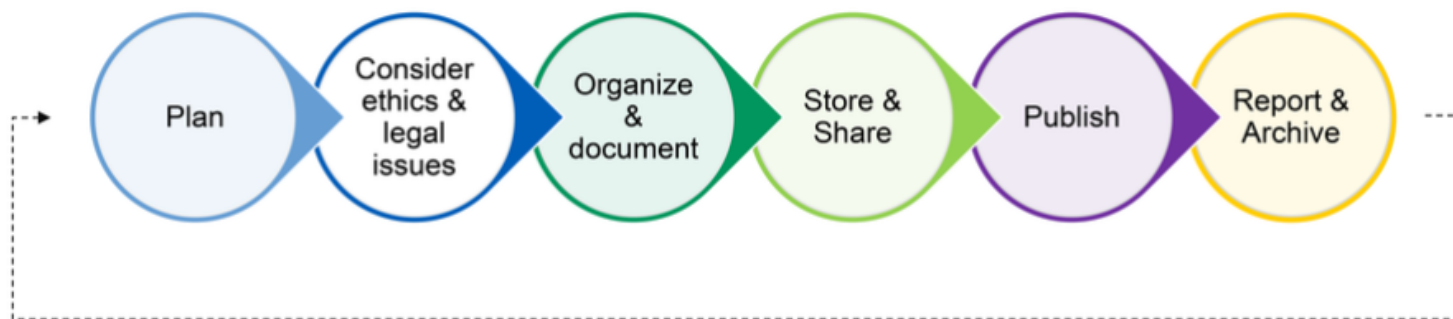 Plan
Consider
ethics &
legal
issues
Organize
&
document
Store &
Share
Publish
Report &
Archive